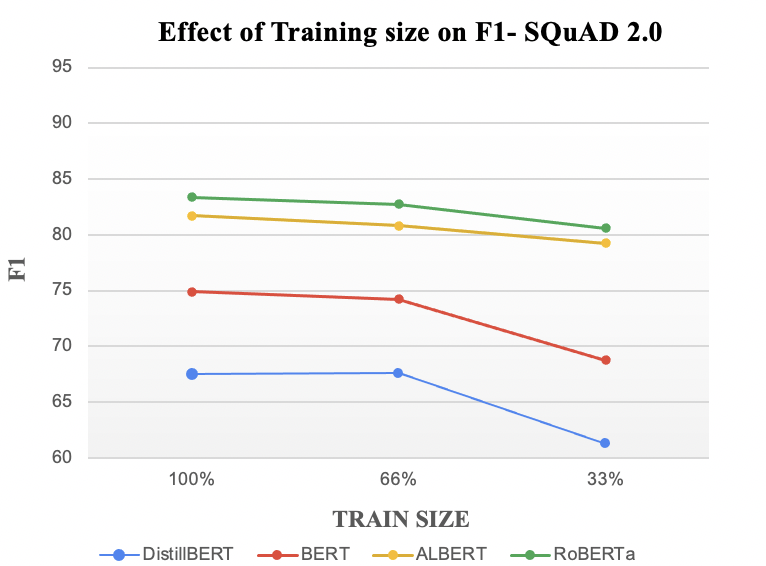 Effect of Training size on F1- SQuAD 2.0
95
90
85
80
75
70
65
60
F1
100% 66% 33%
TRAIN SIZE
DistillBERT BERT ALBERT RoBERTa